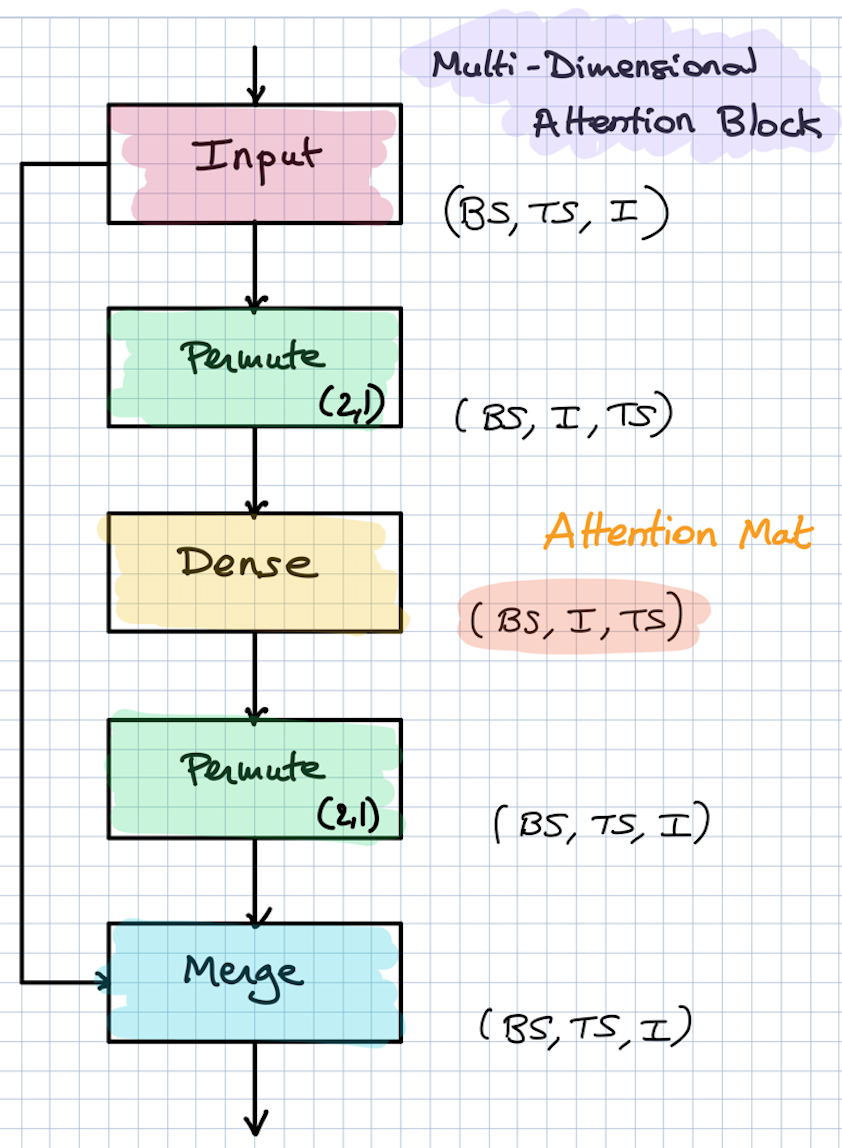 Multi-Dimensional
Attention Block
Input
(BS, TS, I)
Permute
(2,1)
(BS, I, TS)
Attention Mat
Dense
(BS, I, TS)
Permute
(2,1)
(BS, TS, I)
Merge
(BS, TS, I)